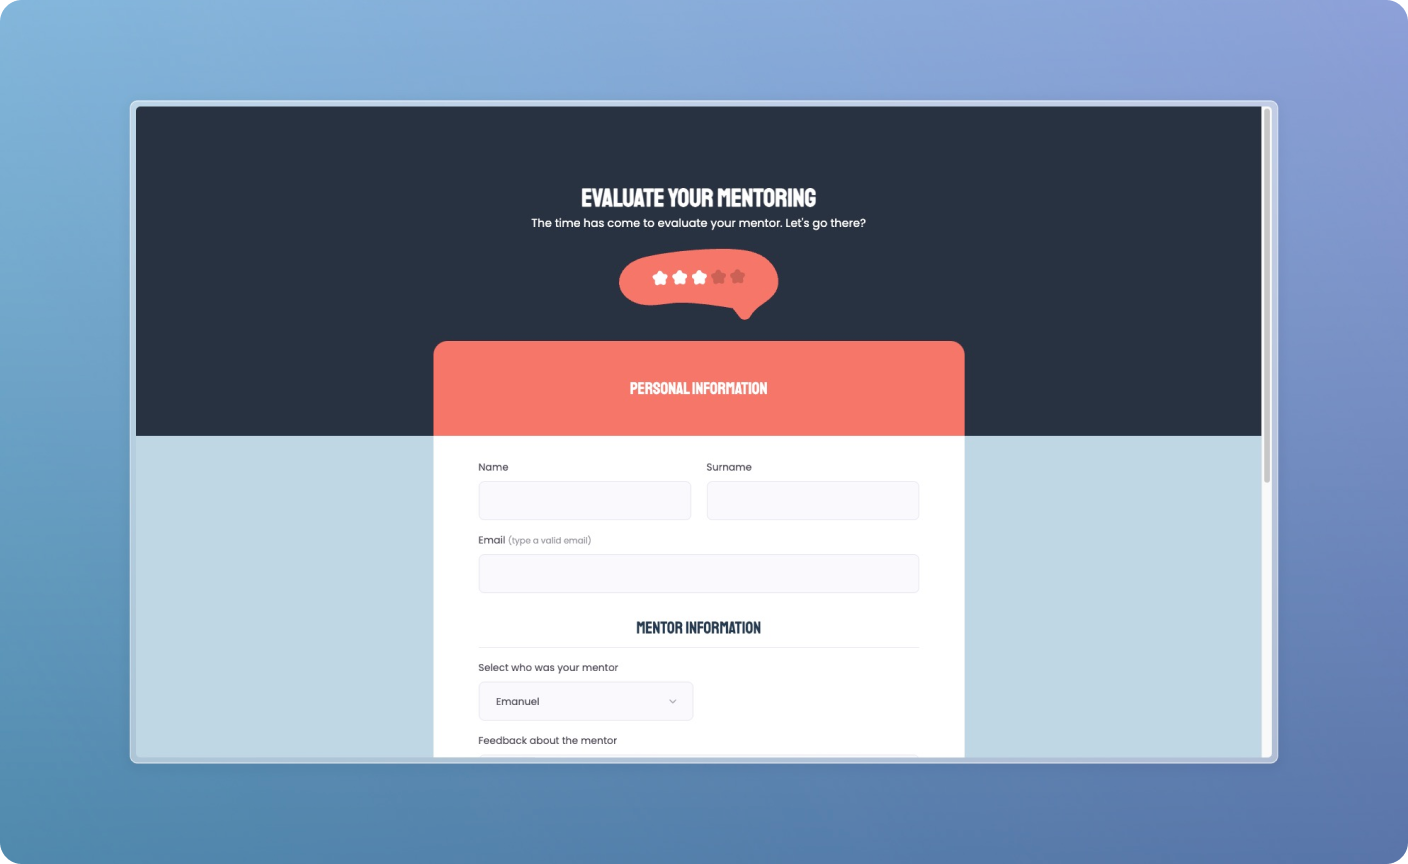 EVALUATE YOUR MENTORING
The time has come to evaluate your mentor. Let's go there?
PERSONAL INFORMATION
Name
Surname
Email (type a valid email)
MENTOR INFORMATION
Select who was your mentor
Emanuel
Feedback about the mentor